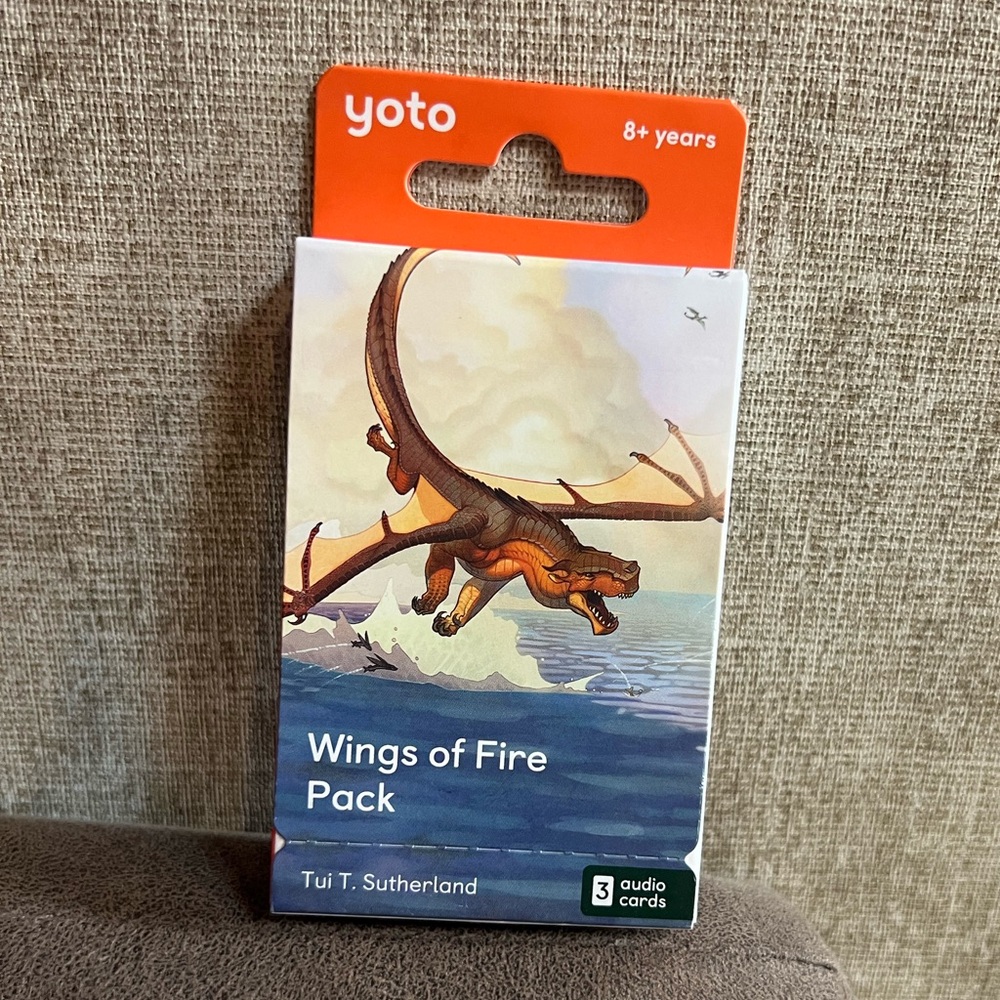 yoto
8+ years
Wings of Fire
Pack
Tui T. Sutherland
3 audio
cards